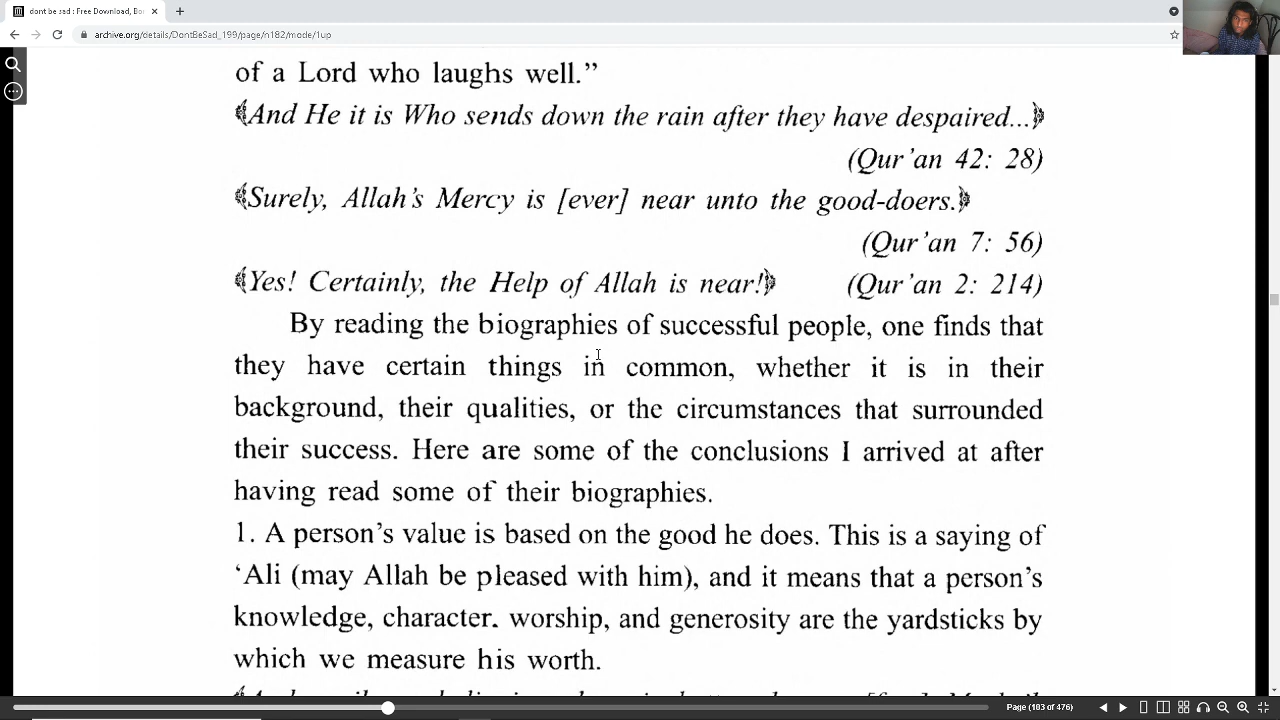 dont be sad : Free Download, Bo
archive.org/details/DontBeSad_199/page/n182/mode/1up
of a Lord who laughs well.”
﴾And He it is Who sends down the rain after they have despaired...﴿
(Qur’an 42: 28)
﴾Surely, Allah’s Mercy is [ever] near unto the good-doers.﴿
(Qur’an 7: 56)
﴾Yes! Certainly, the Help of Allah is near!﴿ (Qur’an 2: 214)
By reading the biographies of successful people, one finds that
they have certain things in common, whether it is in their
background, their qualities, or the circumstances that surrounded
their success. Here are some of the conclusions I arrived at after
having read some of their biographies.
1. A person’s value is based on the good he does. This is a saying of
‘Ali (may Allah be pleased with him), and it means that a person’s
knowledge, character. worship, and generosity are the yardsticks by
which we measure his worth.
Page (183 of 476)